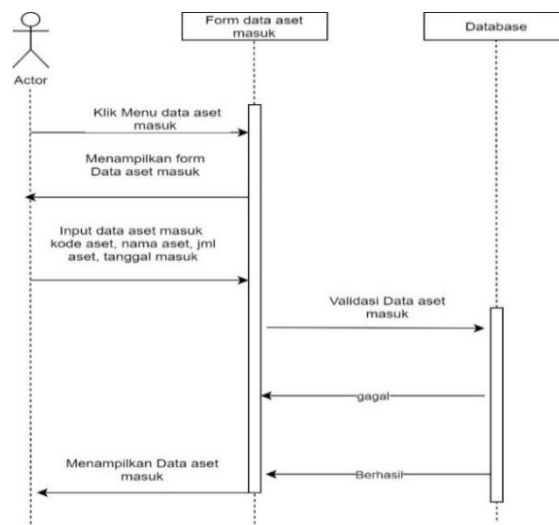 Form data aset
masuk
Database
Actor
Klik Menu data aset
masuk
Menampilkan form
Data aset masuk
Input data aset masuk
kode aset, nama aset, jml
aset, tanggal masuk
Validasi Data aset
masuk
gagal
Berhasil
Menampilkan Data aset
masuk